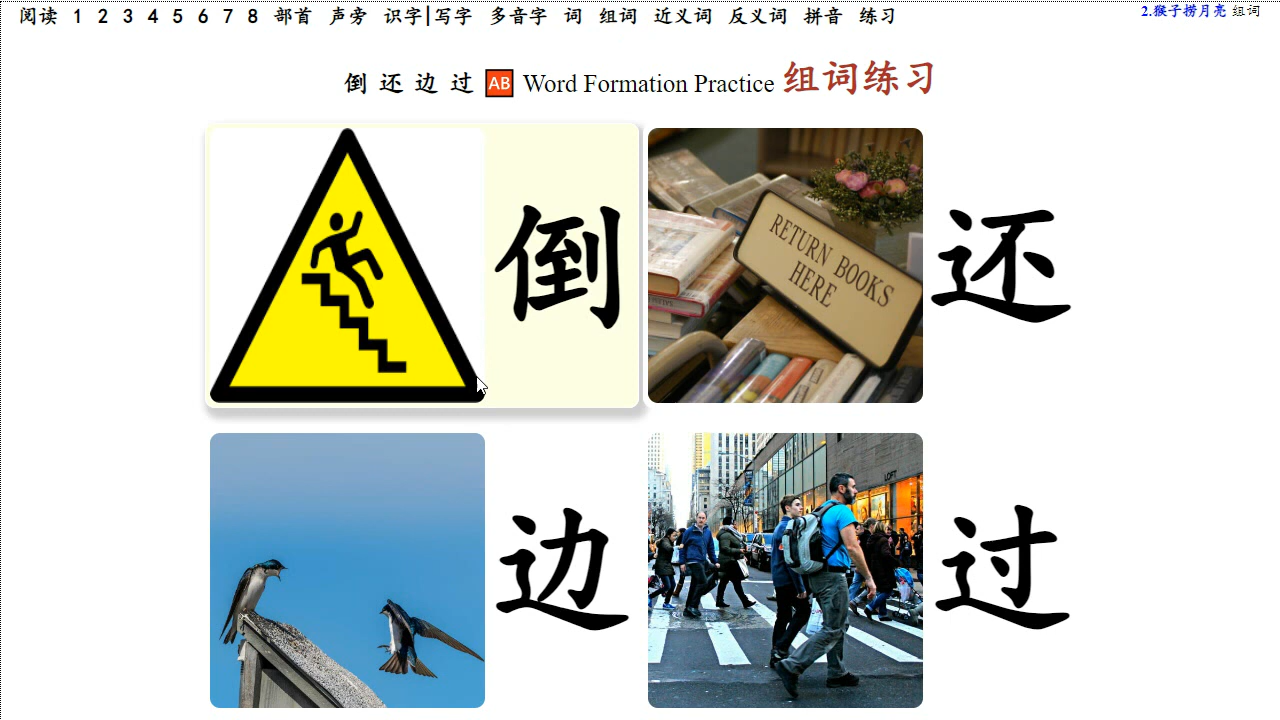 阅读 1 2 3 4 5 6 7 8 部首 声旁 识字|写字 多音字 词 组词 近义词 反义词 拼音 练习
2.猴子捞月亮 组词
倒 还 边 过 AB Word Formation Practice 组词练习
倒
RETURN BOOKS
HERE
还
边
LOFT
过